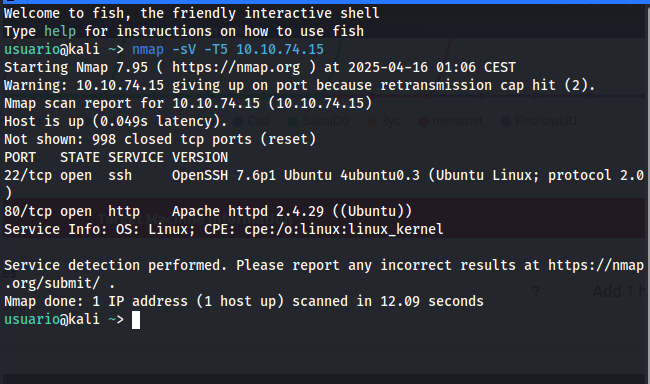 Welcome to fish, the friendly interactive shell
Type help for instructions on how to use fish
usuario@kali ~> nmap -sV -T5 10.10.74.15
Starting Nmap 7.95 ( https://nmap.org ) at 2025-04-16 01:06 CEST
Warning: 10.10.74.15 giving up on port because retransmission cap hit (2).
Nmap scan report for 10.10.74.15 (10.10.74.15)
Host is up (0.049s latency).
Not shown: 998 closed tcp ports (reset)
PORT   STATE SERVICE VERSION
22/tcp open  ssh     OpenSSH 7.6p1 Ubuntu 4ubuntu0.3 (Ubuntu Linux; protocol 2.0
)
80/tcp open  http    Apache httpd 2.4.29 ((Ubuntu))
Service Info: OS: Linux; CPE: cpe:/o:linux:linux_kernel
Service detection performed. Please report any incorrect results at https://nmap
.org/submit/ .
Nmap done: 1 IP address (1 host up) scanned in 12.09 seconds
usuario@kali ~>
? Add 1 h